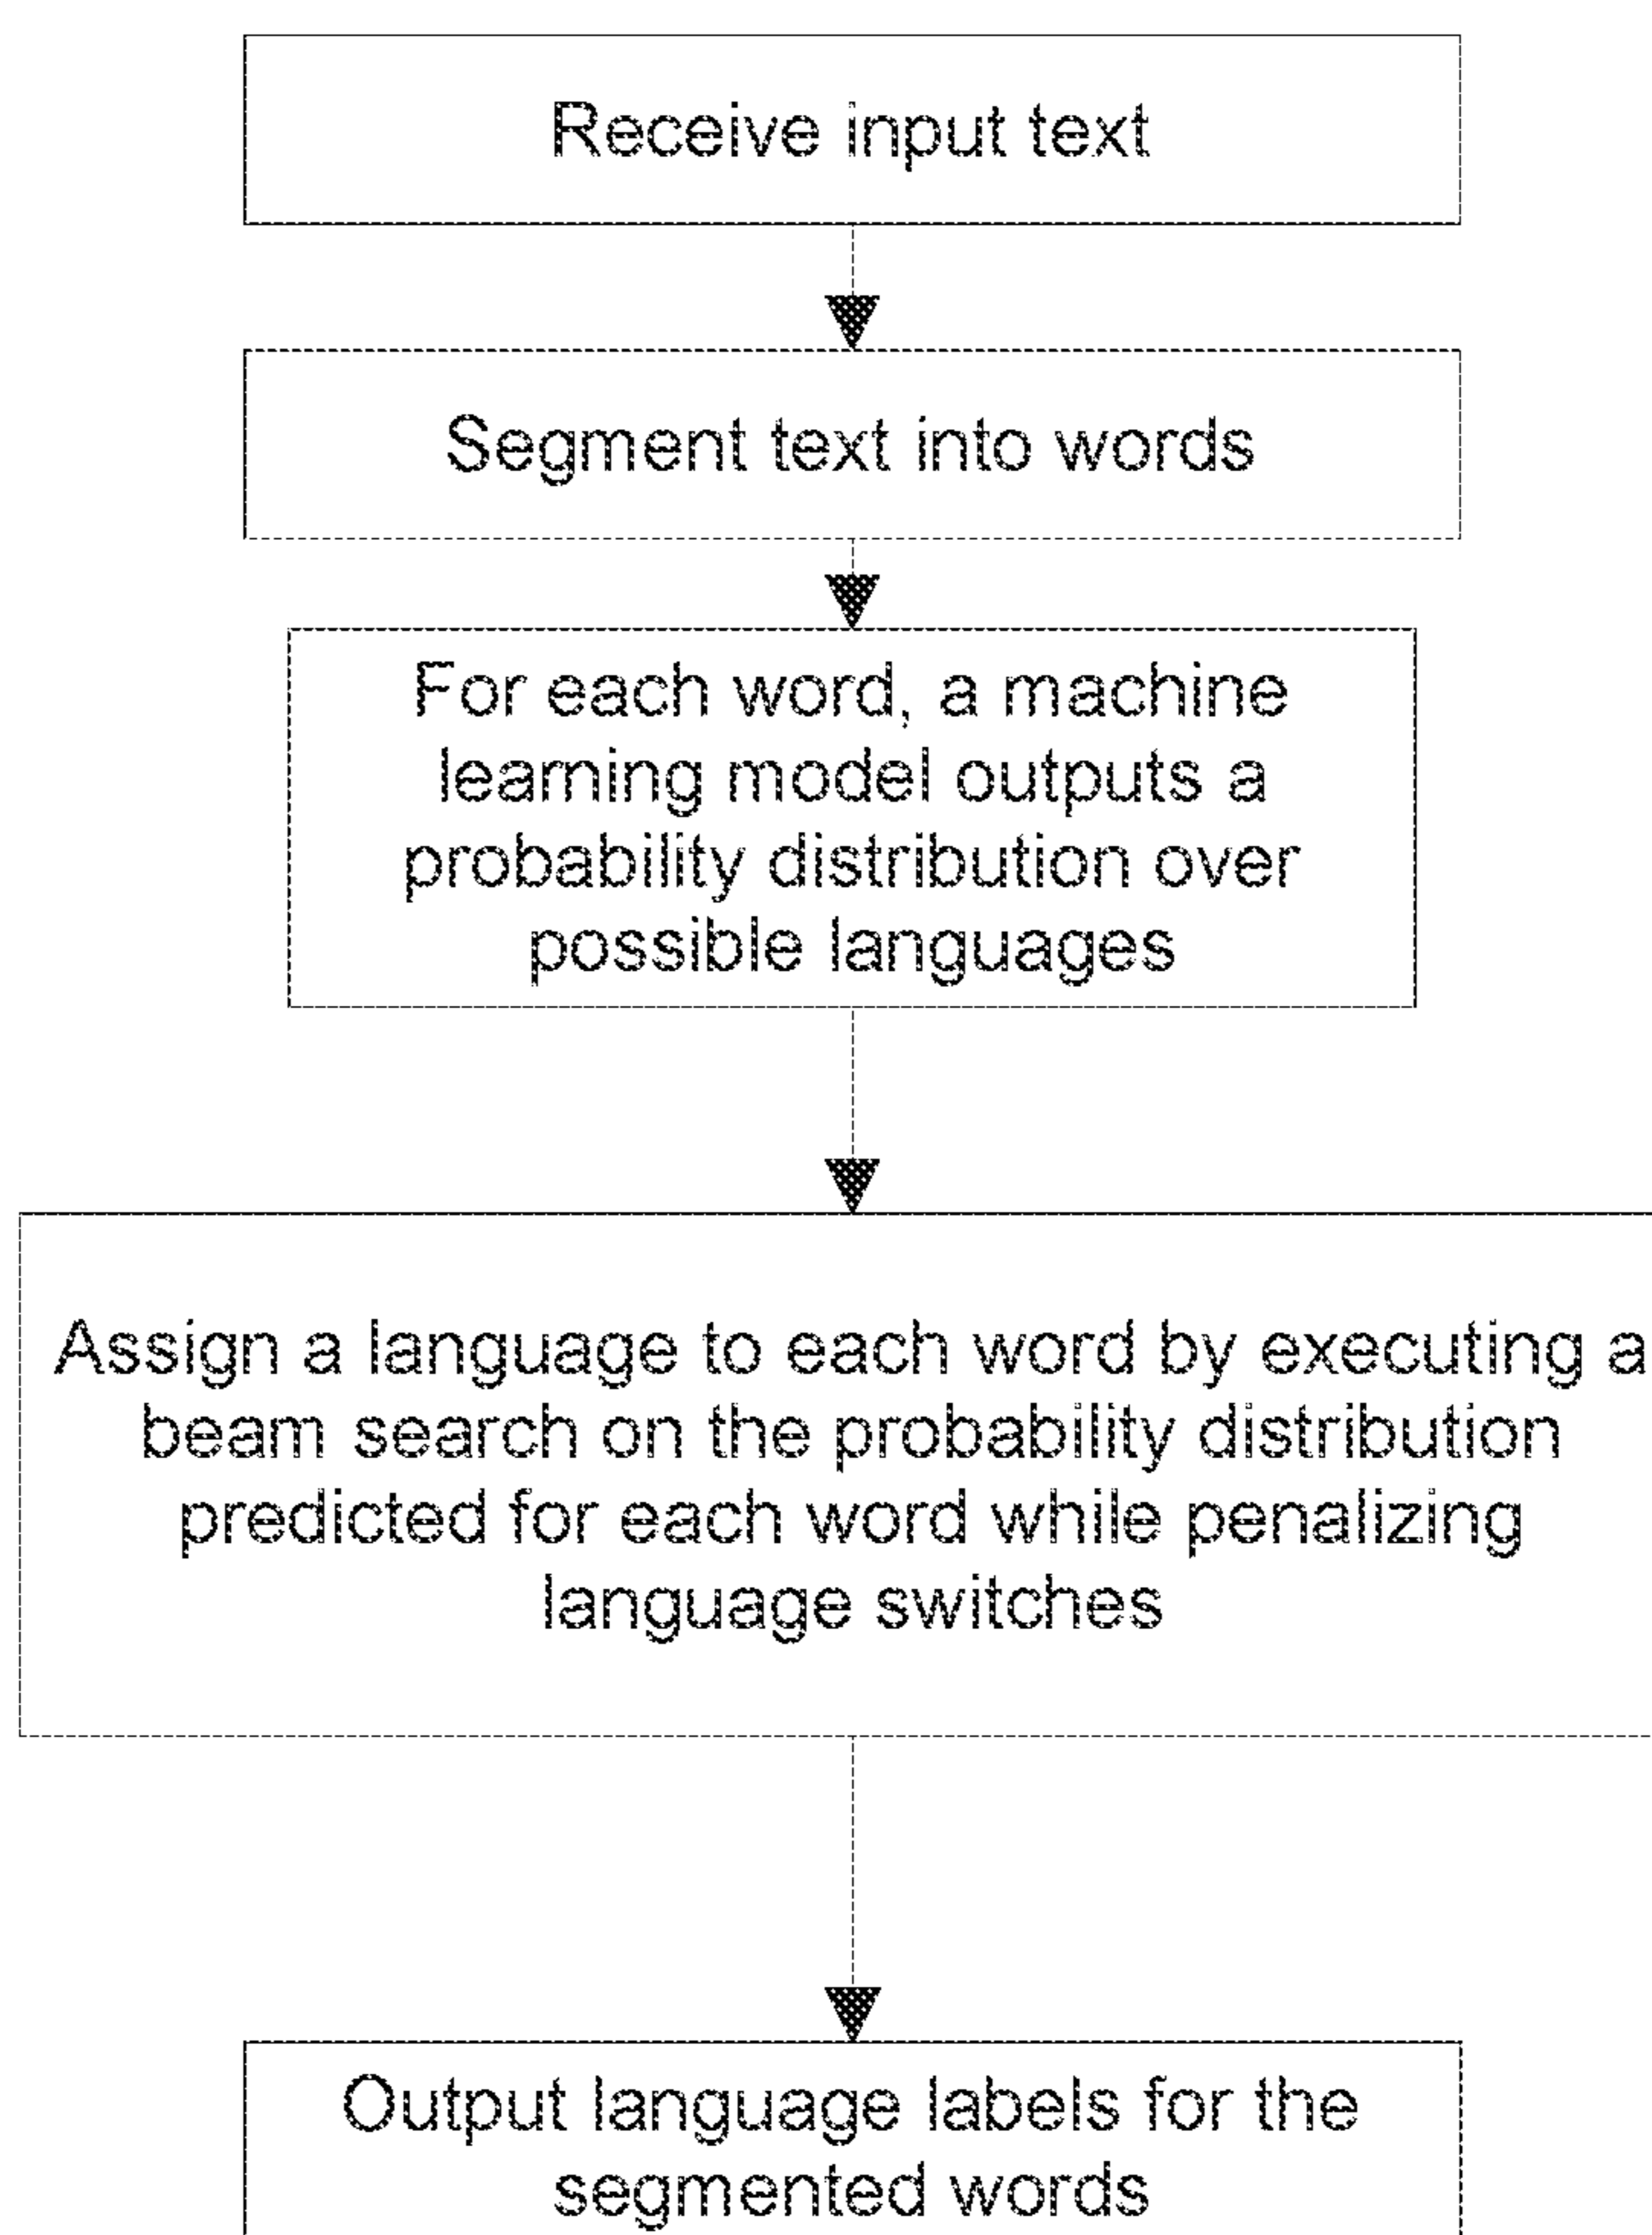 Receive input text
Segment text into words
For each word, a machine
learning model outputs a
probability distribution over
possible languages
Assign a language to each word by executing a
beam search on the probability distribution
predicted for each word while penalizing
language switches
Output language labels for the
segmented words